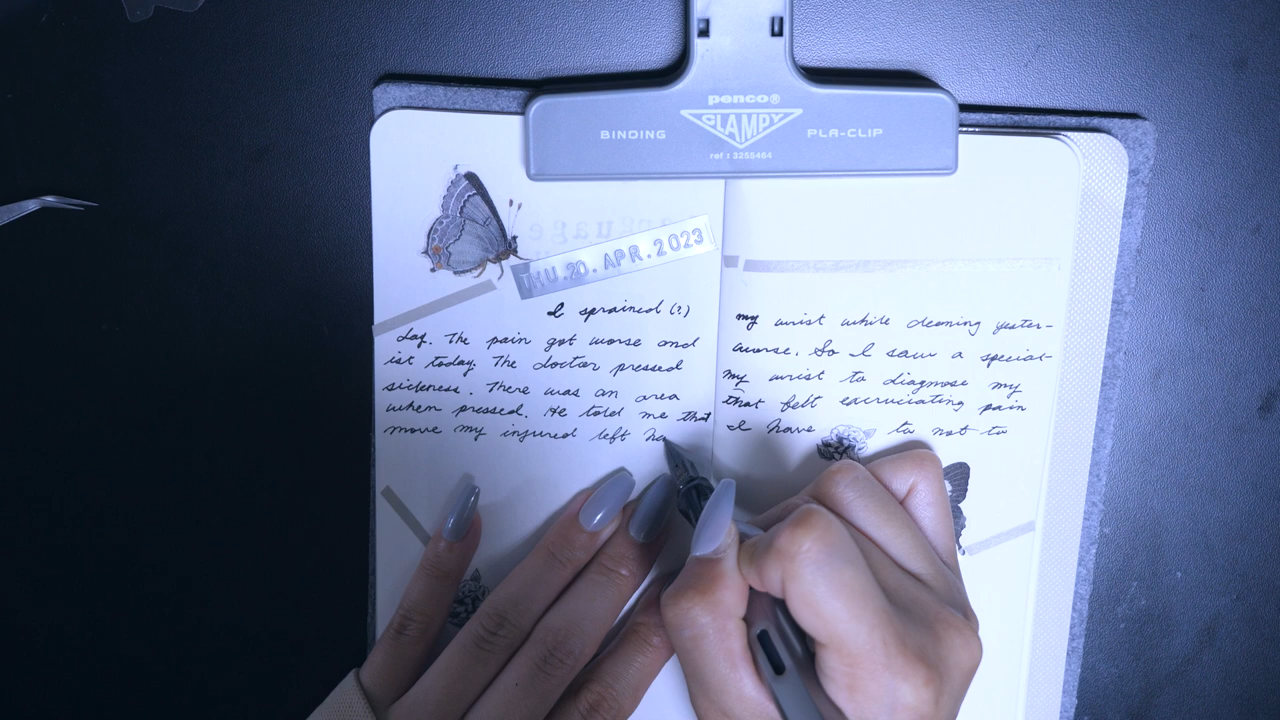 penco®
CLAMPY
BINDING PLA-CLIP
ref : 3255464
THU.20.APR.2023
I sprained (?) my wrist while cleaning yester-
day. The pain got worse and worse. So I saw a special-
ist today. The doctor pressed my wrist to diagnose my
sickness. There was an area that felt excruciating pain
when pressed. He told me that I have to not to
move my injured left ha